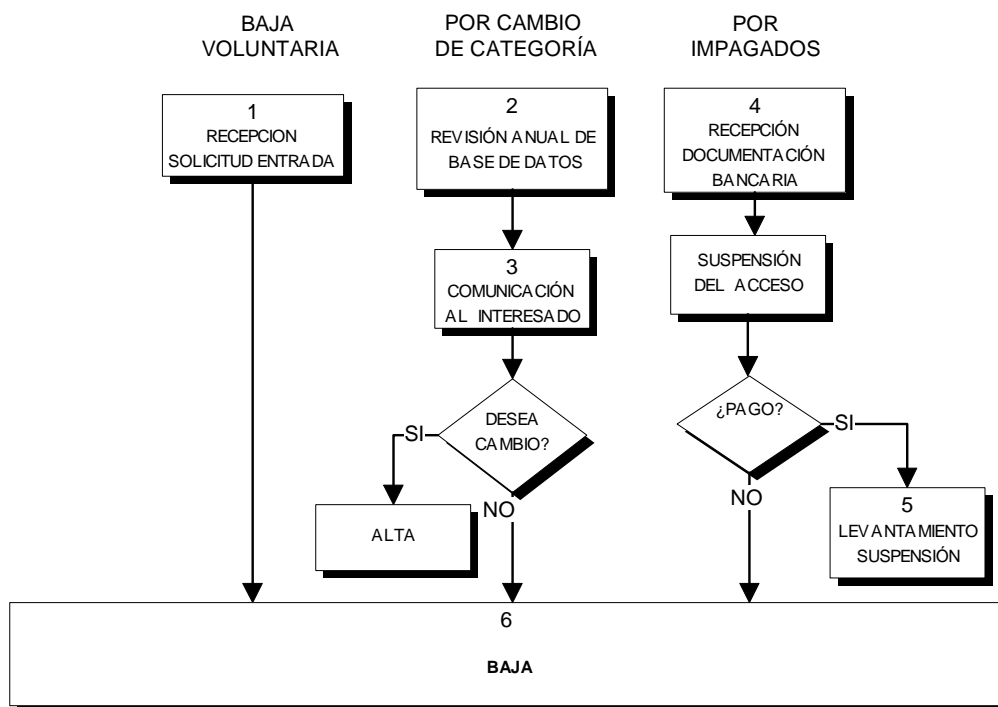 BAJA
VOLUNTARIA
POR CAMBIO
DE CATEGORÍA
POR
IMPAGADOS
1
RECEPCION
SOLICITUD ENTRADA
2
REVISIÓN ANUAL DE
BASE DE DATOS
4
RECEPCIÓN
DOCUMENTACIÓN
BANCARIA
3
COMUNICACIÓN
AL INTERESADO
SUSPENSIÓN
DEL ACCESO
DESEA
CAMBIO?
SI
NO
¿PAGO?
SI
NO
ALTA
5
LEVANTAMIENTO
SUSPENSIÓN
6
BAJA